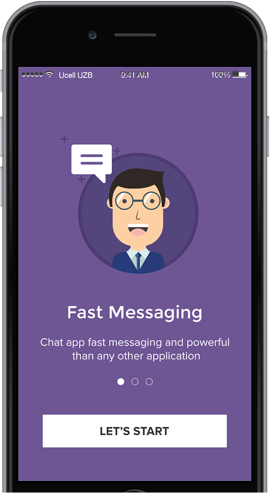 Ucell UZB 9:41 AM 100%
Fast Messaging
Chat app fast messaging and powerful
than any other application
LET'S START